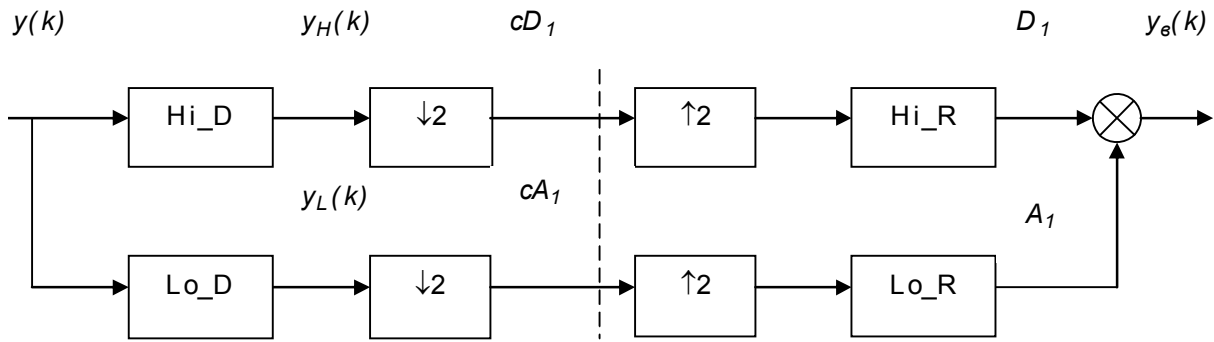 y(k) y_H(k) cD_1 D_1 y_в(k)
Hi_D ↓2 ↑2 Hi_R
y_L(k) cA_1 A_1
Lo_D ↓2 ↑2 Lo_R